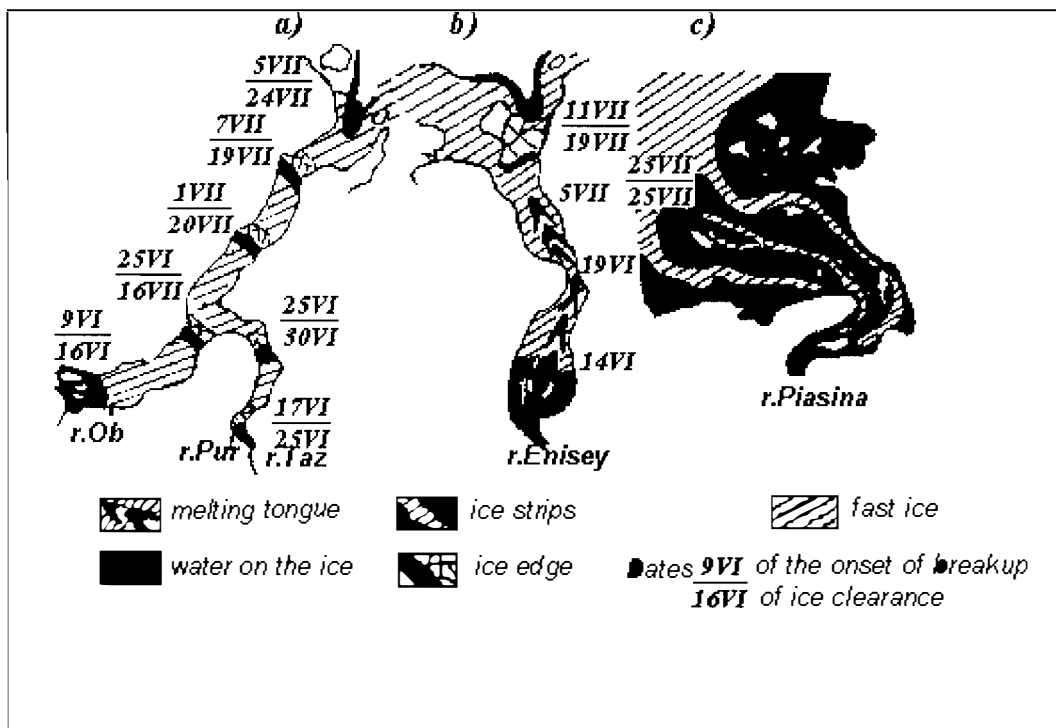 a) b) c)
5VII
24VII
7VII
19VII
1VII
20VII
25VI
16VII
9VI
16VI
25VI
30VI
17VI
25VI
r.Ob
r.Pur
r.Taz
11VII
19VII
5VII
19VI
14VI
r.Enisey
25VII
25VII
r.Piasina
melting tongue
ice strips
fast ice
water on the ice
ice edge
Dates 9VI of the onset of breakup
16VI of ice clearance